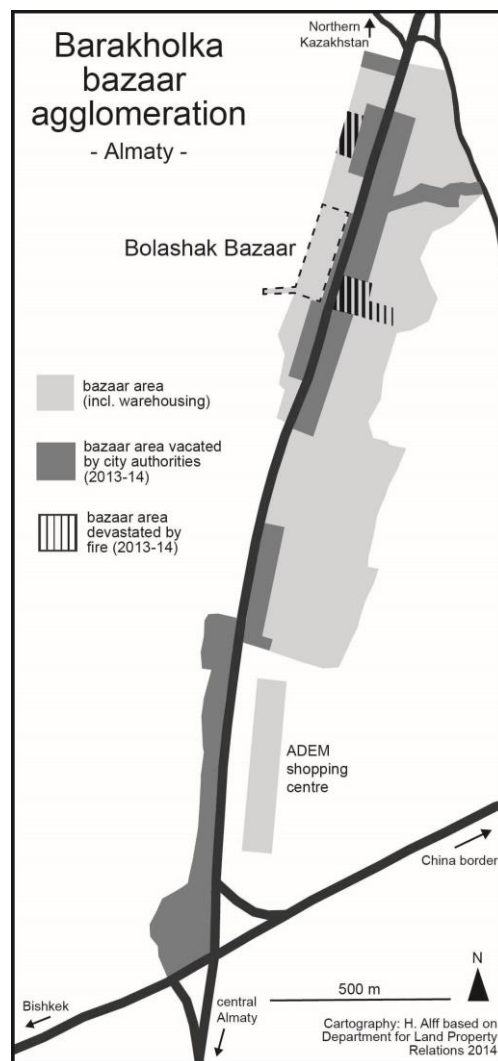 Barakholka
bazaar
agglomeration
- Almaty -
Northern
Kazakhstan
Bolashak Bazaar
bazaar area
(incl. warehousing)
bazaar area vacated
by city authorities
(2013-14)
bazaar area
devastated by
fire (2013-14)
ADEM
shopping
centre
China border
N
500 m
Bishkek
central
Almaty
Cartography: H. Alff based on
Department for Land Property
Relations 2014